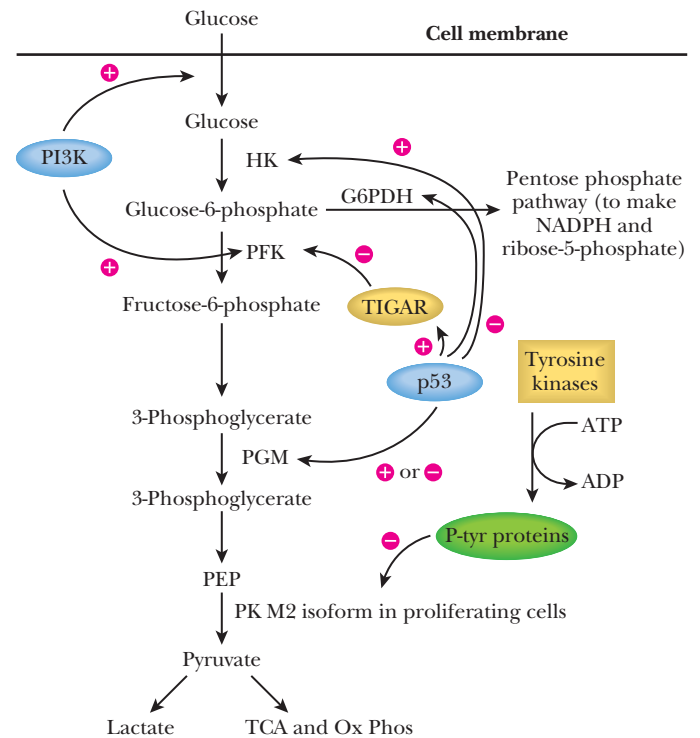 Glucose
Cell membrane
+
Glucose
PI3K
HK
+
G6PDH
Pentose phosphate
pathway (to make
NADPH and
ribose-5-phosphate)
Glucose-6-phosphate
PFK
−
+
Fructose-6-phosphate
TIGAR
−
+
p53
Tyrosine
kinases
3-Phosphoglycerate
ATP
PGM
+ or −
ADP
3-Phosphoglycerate
P-tyr proteins
−
PEP
PK M2 isoform in proliferating cells
Pyruvate
Lactate
TCA and Ox Phos